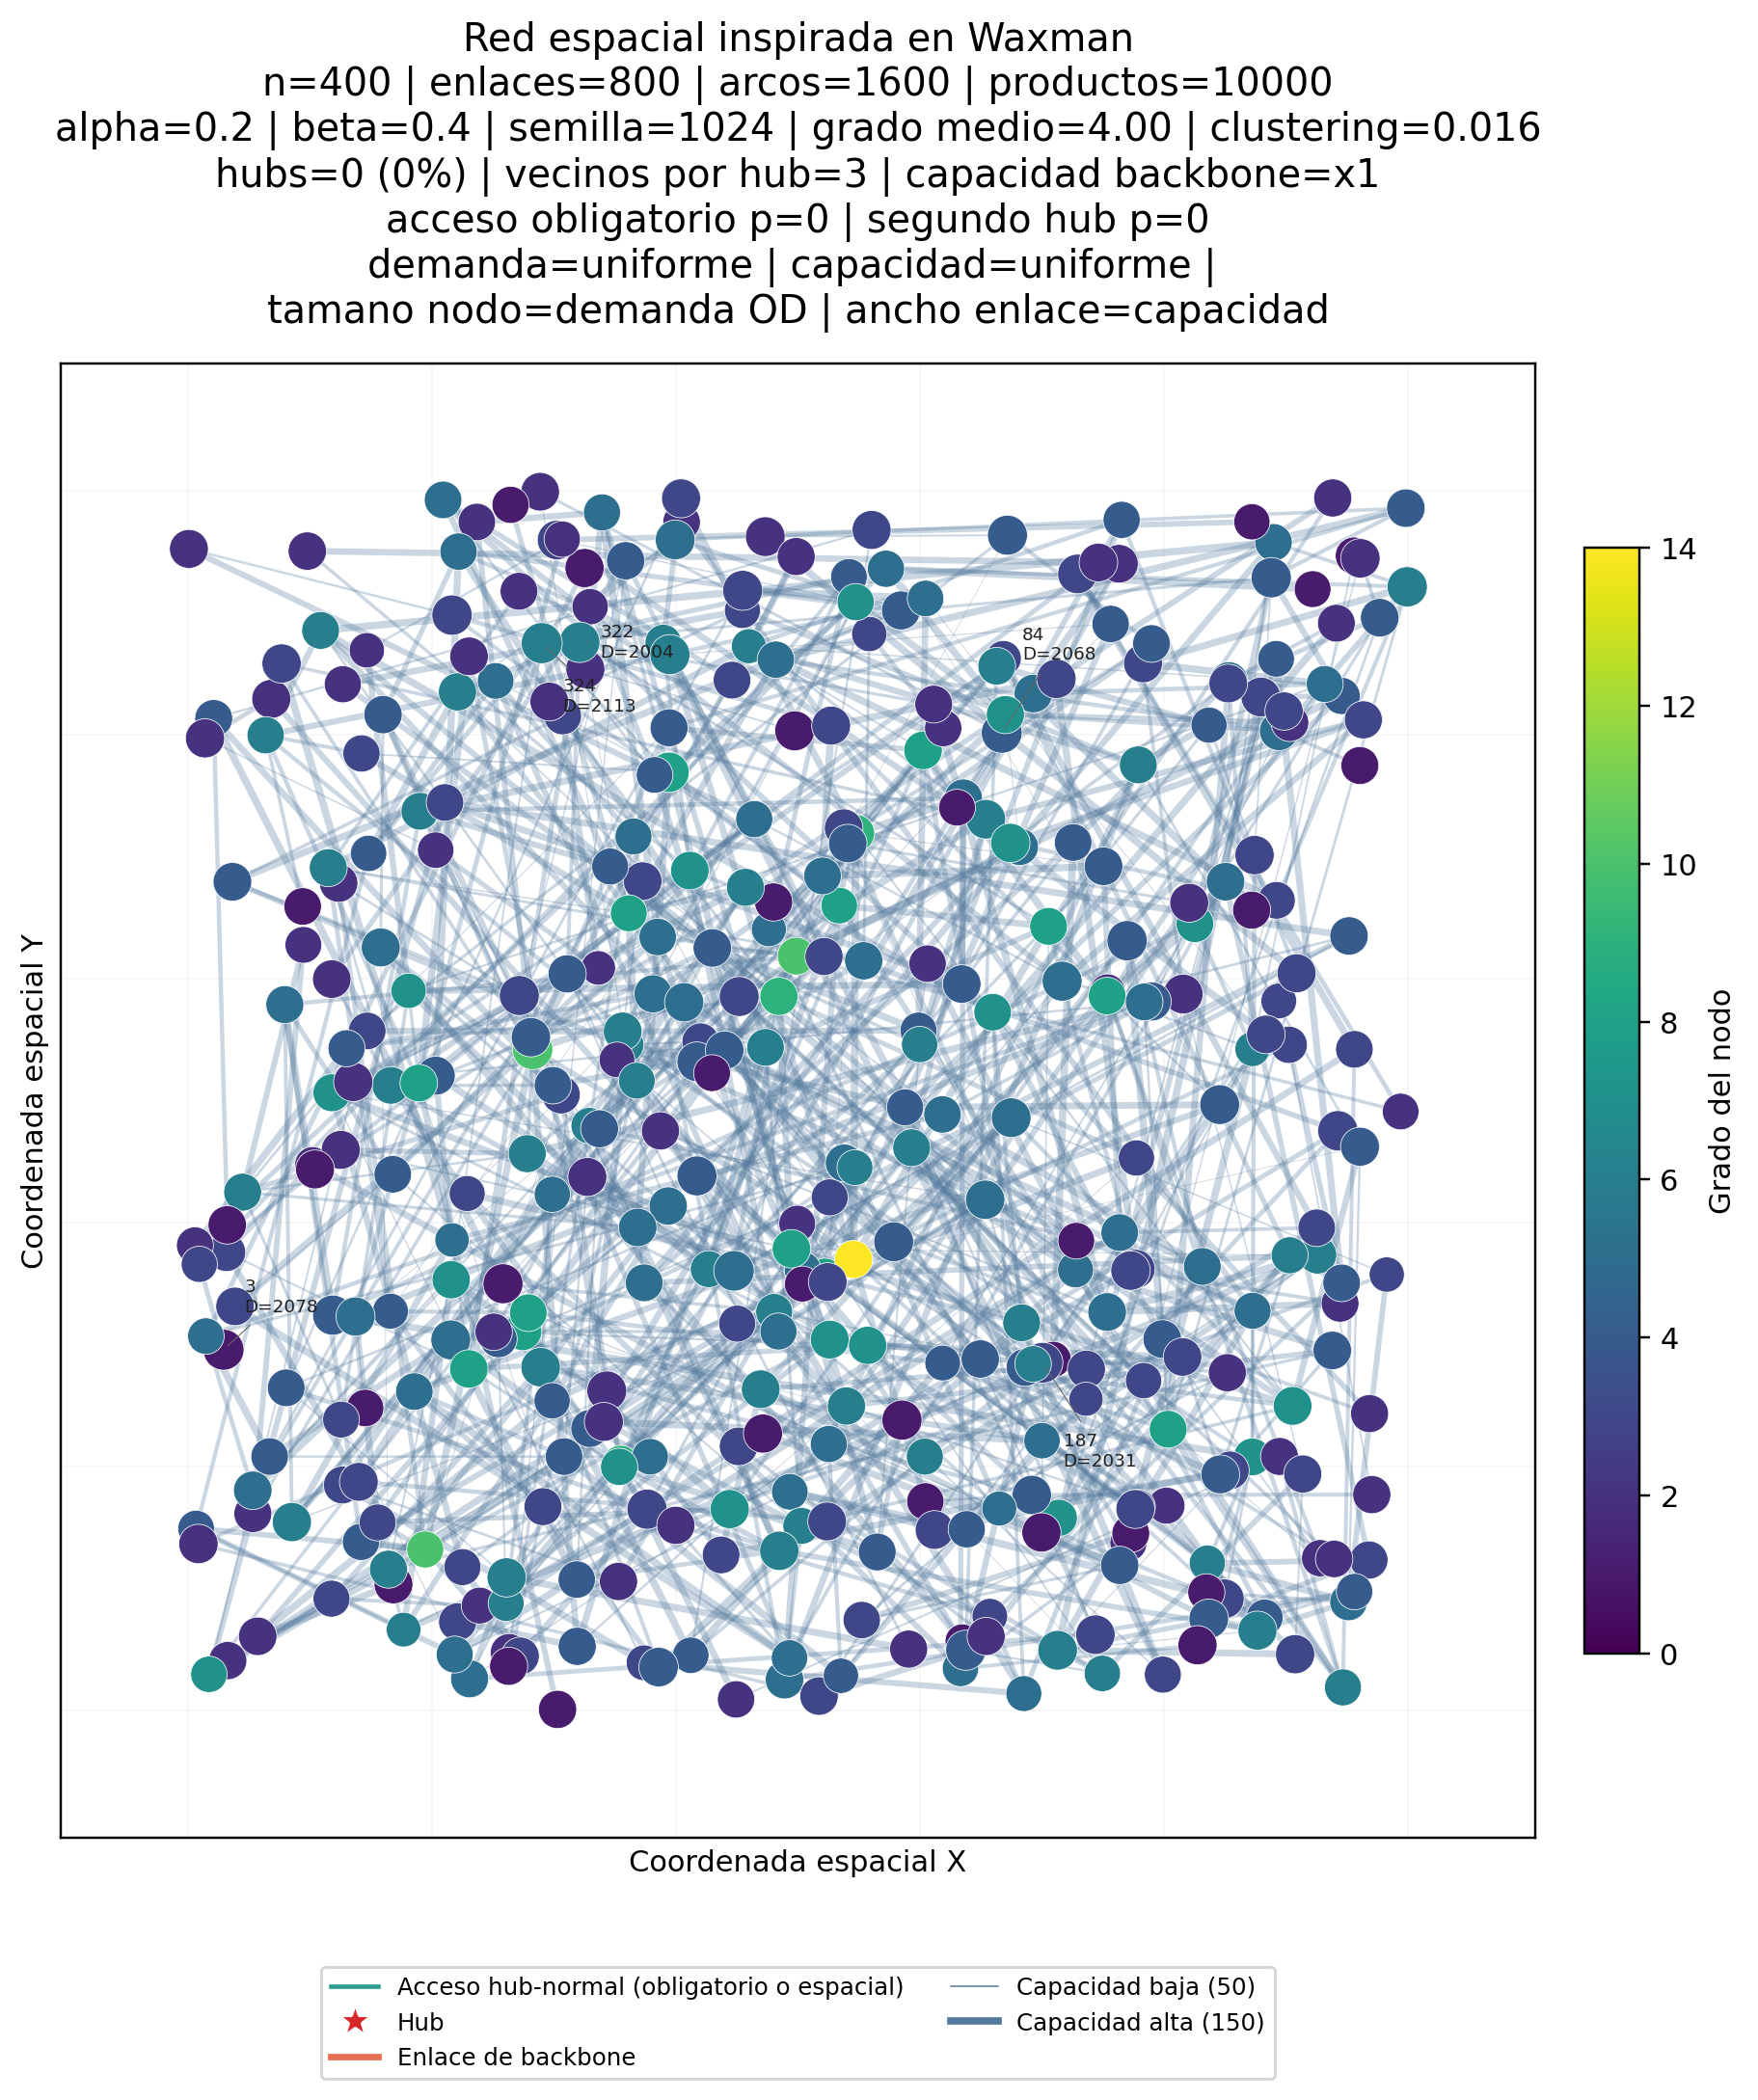 Red espacial inspirada en Waxman
n=400 | enlaces=800 | arcos=1600 | productos=10000
alpha=0.2 | beta=0.4 | semilla=1024 | grado medio=4.00 | clustering=0.016
hubs=0 (0%) | vecinos por hub=3 | capacidad backbone=x1
acceso obligatorio p=0 | segundo hub p=0
demanda=uniforme | capacidad=uniforme |
tamano nodo=demanda OD | ancho enlace=capacidad
322
D=2004
84
D=2068
324
D=2113
3
D=2078
187
D=2031
Coordenada espacial Y
Coordenada espacial X
14
12
10
8
6
4
2
0
Grado del nodo
Acceso hub-normal (obligatorio o espacial)
Hub
Enlace de backbone
Capacidad baja (50)
Capacidad alta (150)